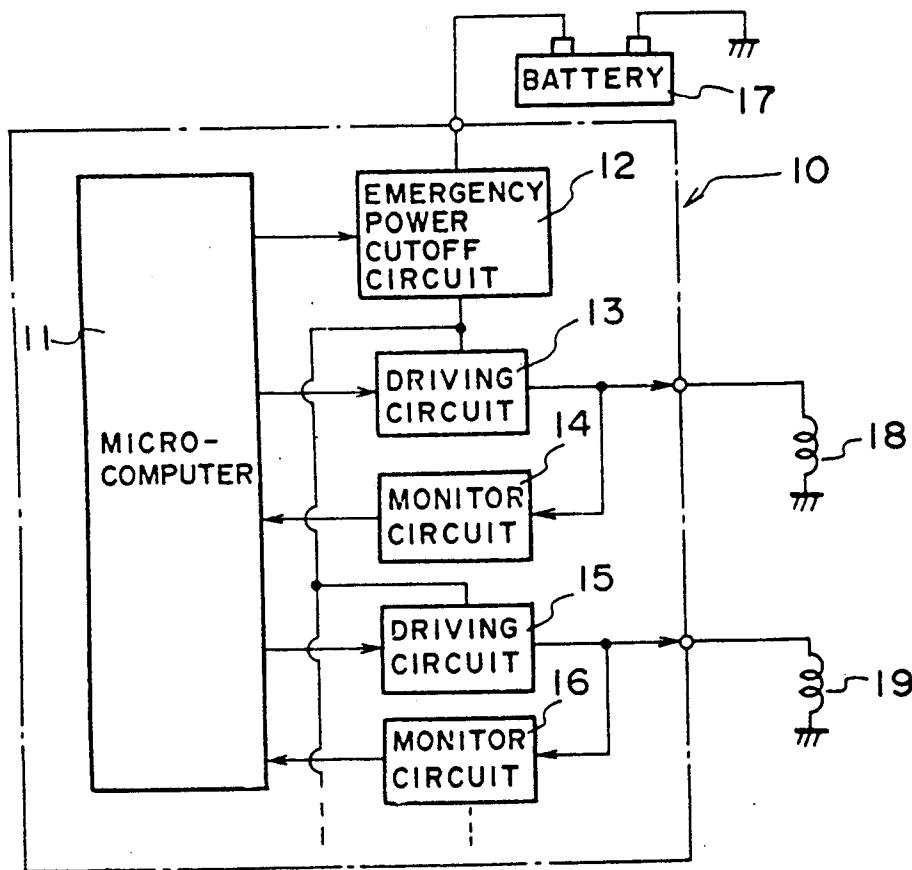 BATTERY
17
EMERGENCY
POWER
CUTOFF
CIRCUIT
12
10
11
MICRO-
COMPUTER
DRIVING
CIRCUIT
13
MONITOR
CIRCUIT
14
18
DRIVING
CIRCUIT
15
MONITOR
CIRCUIT
16
19